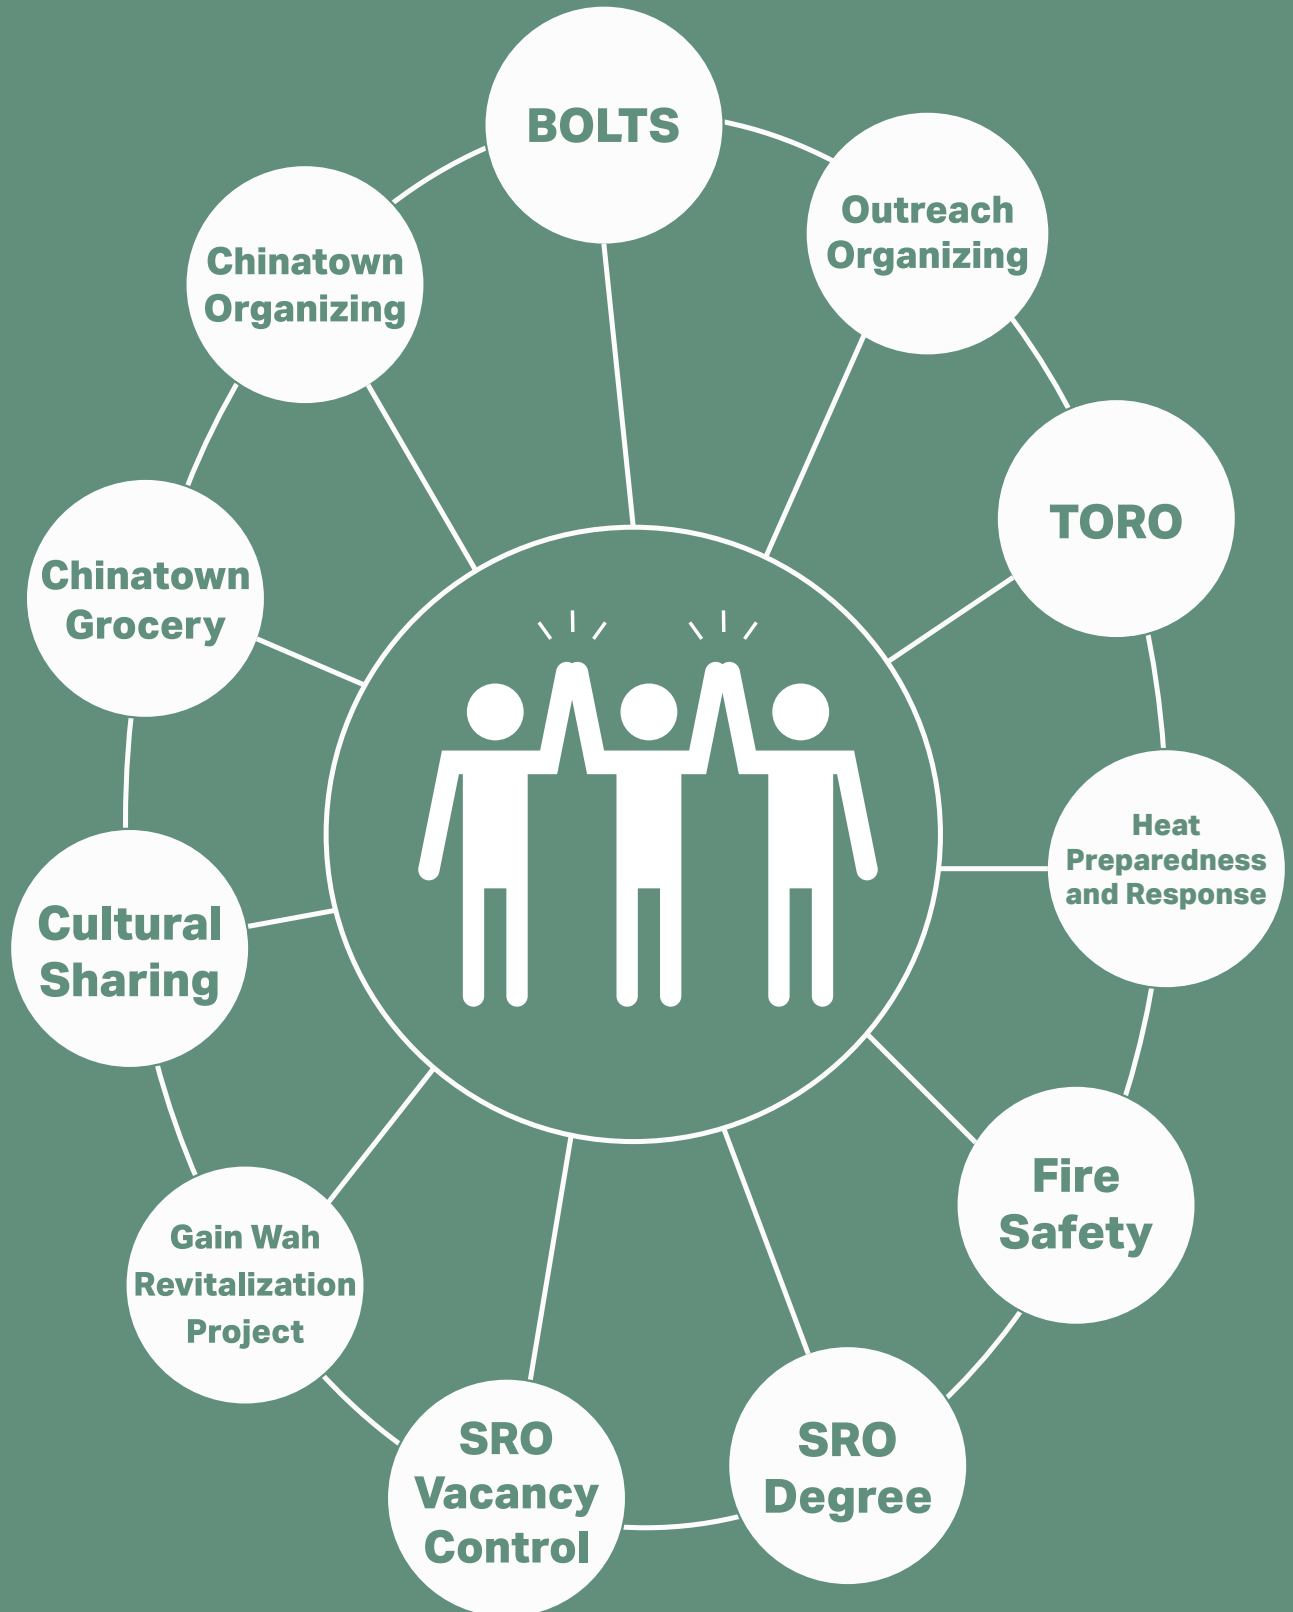 BOLTS
Outreach
Organizing
TORO
Heat
Preparedness
and Response
Fire
Safety
SRO
Degree
SRO
Vacancy
Control
Gain Wah
Revitalization
Project
Cultural
Sharing
Chinatown
Grocery
Chinatown
Organizing